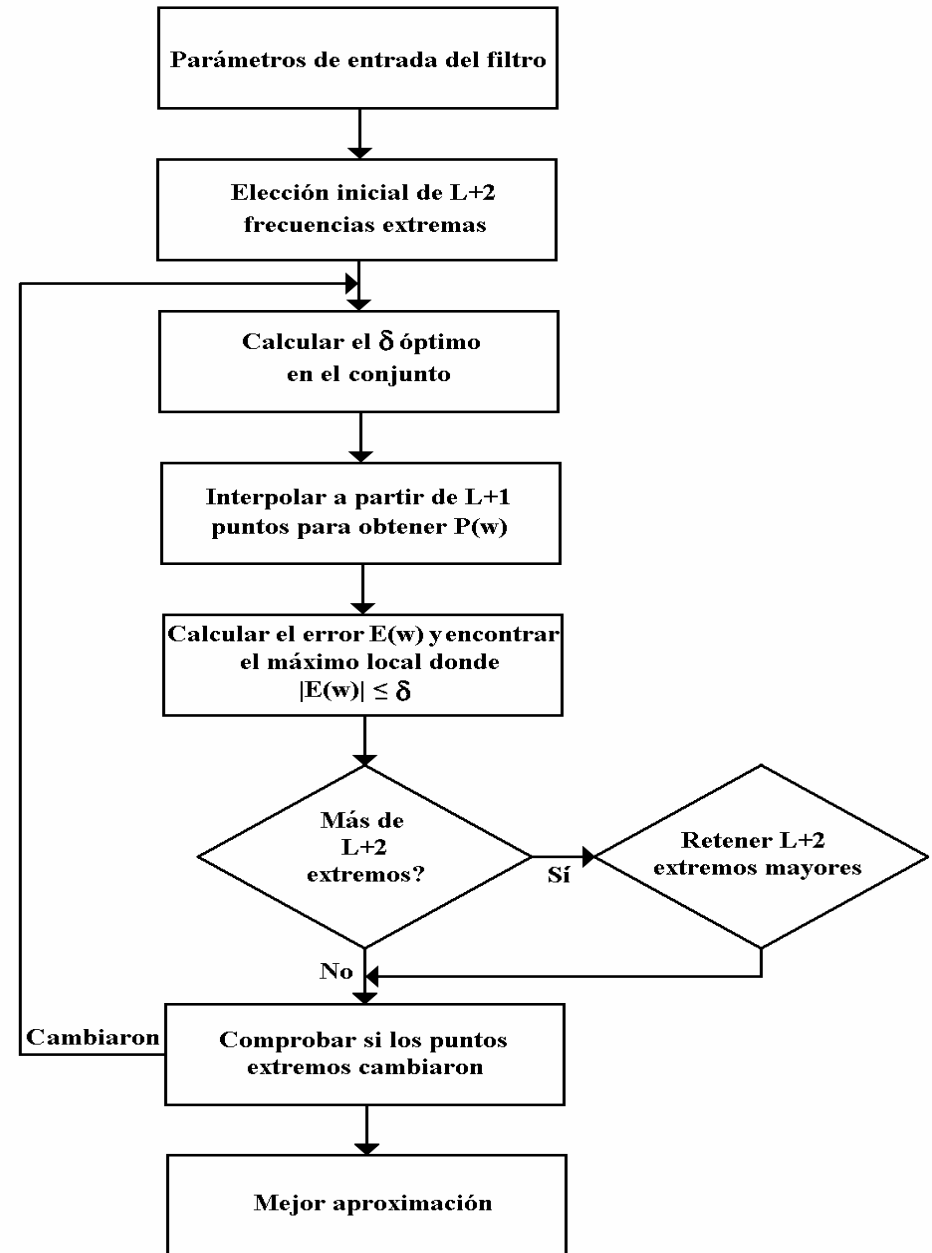 Parámetros de entrada del filtro
Elección inicial de L+2
frecuencias extremas
Calcular el δ óptimo
en el conjunto
Interpolar a partir de L+1
puntos para obtener P(w)
Calcular el error E(w) y encontrar
el máximo local donde
|E(w)| ≤ δ
Más de
L+2
extremos?
Sí
Retener L+2
extremos mayores
No
Cambiaron
Comprobar si los puntos
extremos cambiaron
Mejor aproximación